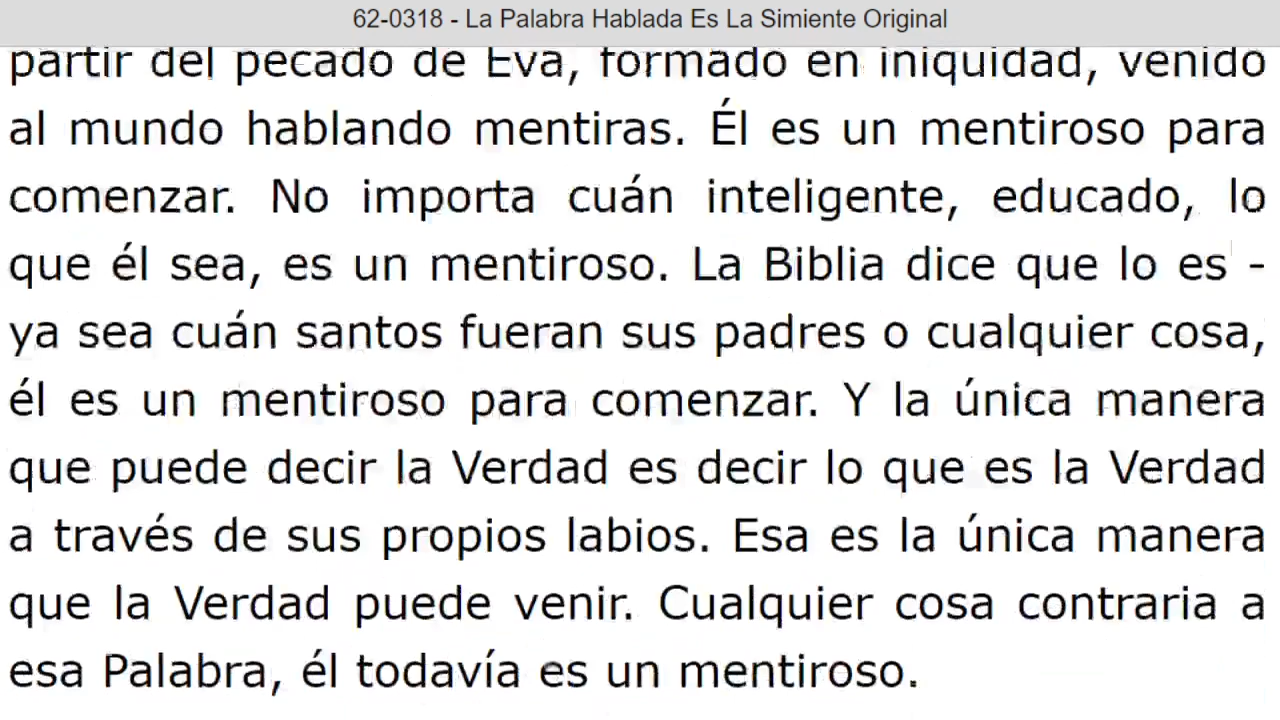 62-0318 - La Palabra Hablada Es La Simiente Original
partir del pecado de Eva, formado en iniquidad, venido
al mundo hablando mentiras. Él es un mentiroso para
comenzar. No importa cuán inteligente, educado, lo
que él sea, es un mentiroso. La Biblia dice que lo es -
ya sea cuán santos fueran sus padres o cualquier cosa,
él es un mentiroso para comenzar. Y la única manera
que puede decir la Verdad es decir lo que es la Verdad
a través de sus propios labios. Esa es la única manera
que la Verdad puede venir. Cualquier cosa contraria a
esa Palabra, él todavía es un mentiroso.